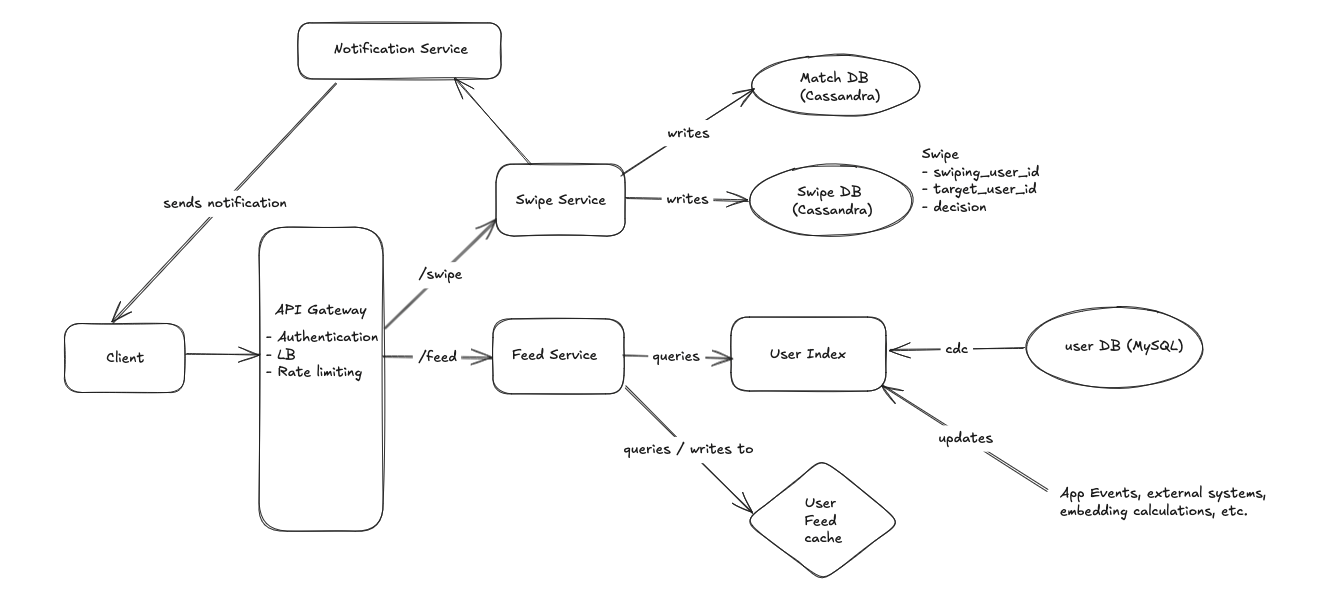 Notification Service
Match DB
(Cassandra)
writes
Swipe
- swiping_user_id
- target_user_id
- decision
Swipe Service
writes
Swipe DB
(Cassandra)
sends notification
/swipe
API Gateway
- Authentication
- LB
- Rate limiting
Client
/feed
Feed Service
queries
User Index
cdc
user DB (MySQL)
updates
queries / writes to
App Events, external systems,
embedding calculations, etc.
User
Feed
cache